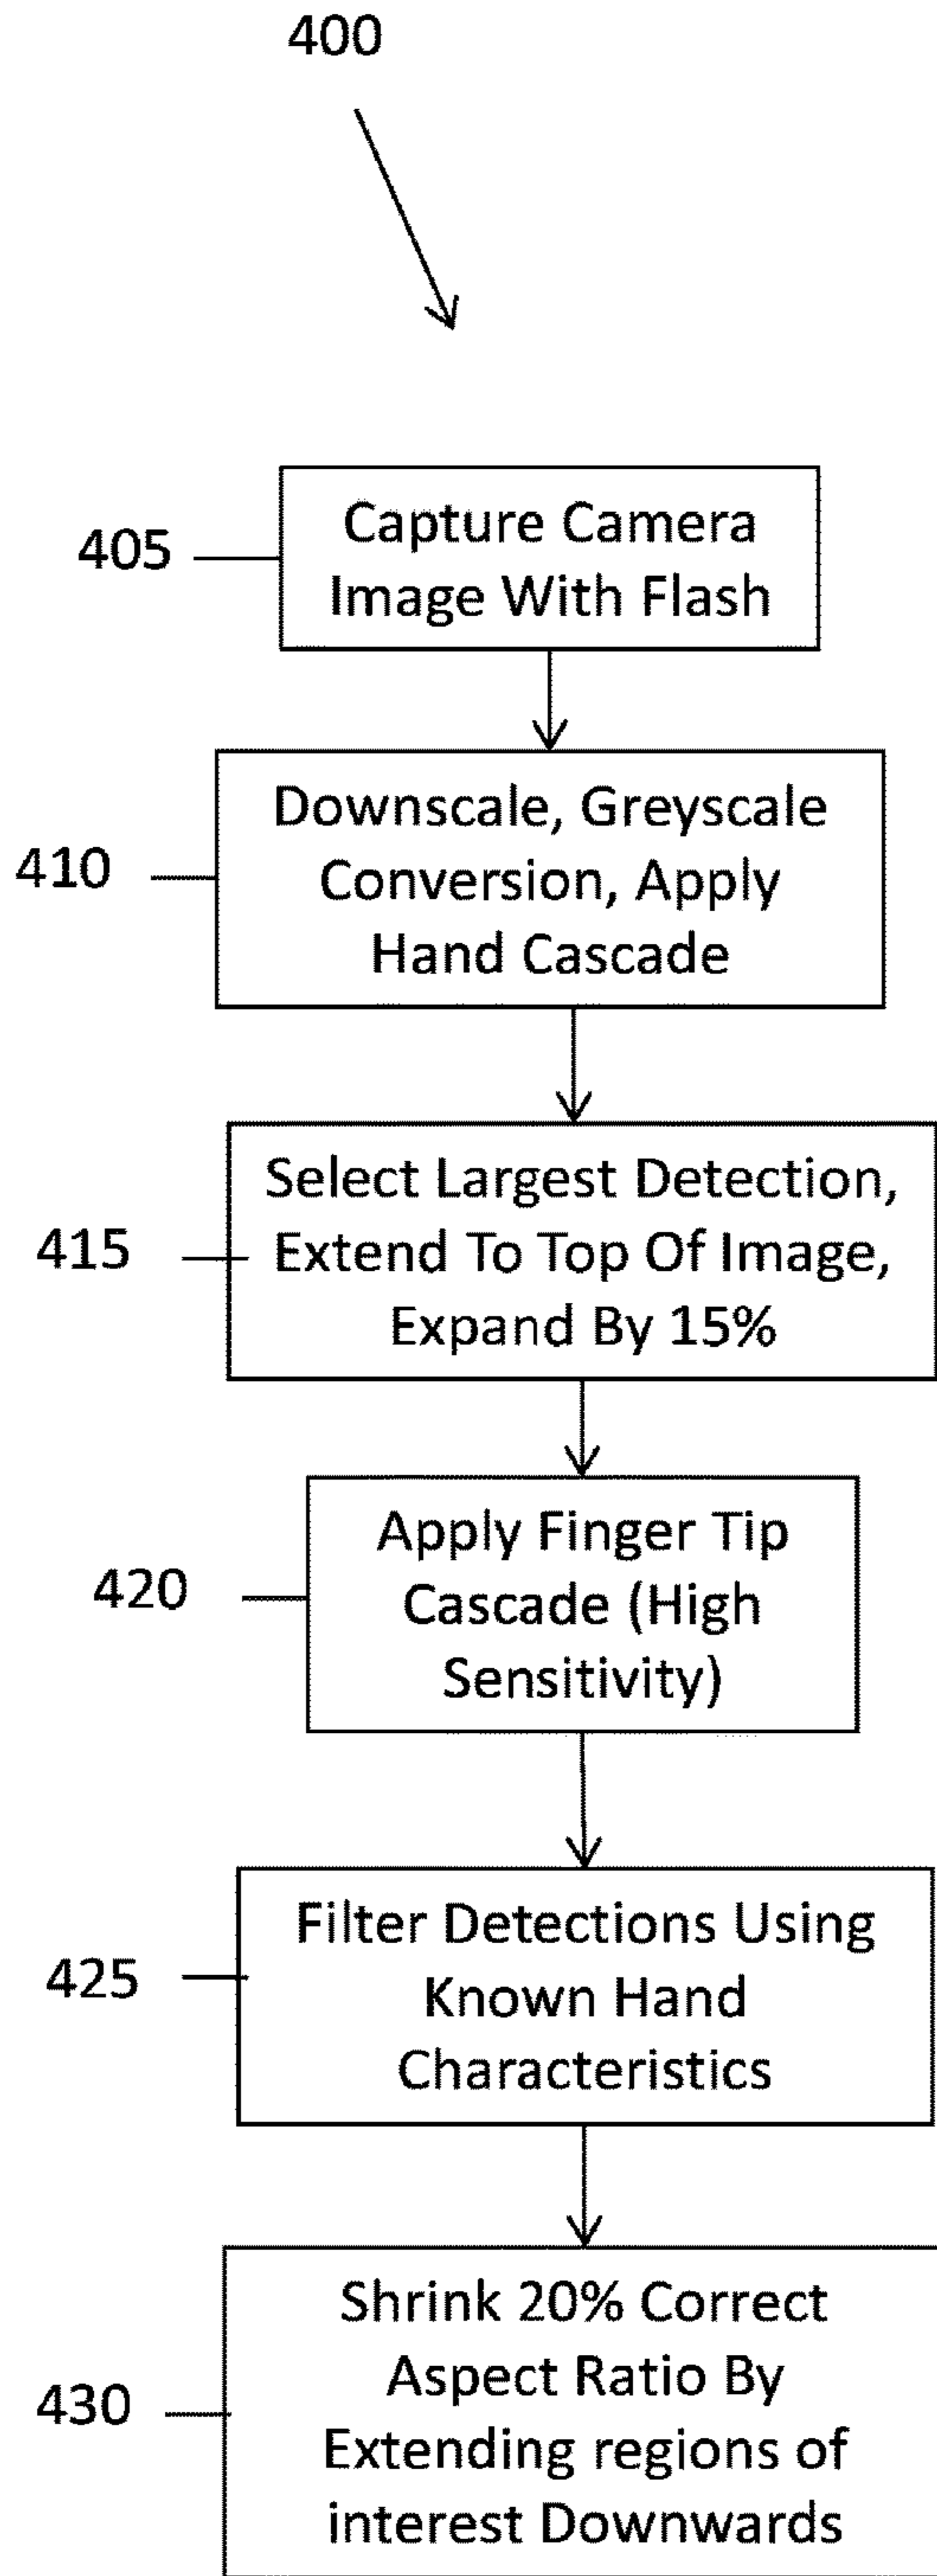 400
405
Capture Camera
Image With Flash
410
Downscale, Greyscale
Conversion, Apply
Hand Cascade
415
Select Largest Detection,
Extend To Top Of Image,
Expand By 15%
420
Apply Finger Tip
Cascade (High
Sensitivity)
425
Filter Detections Using
Known Hand
Characteristics
430
Shrink 20% Correct
Aspect Ratio By
Extending regions of
interest Downwards